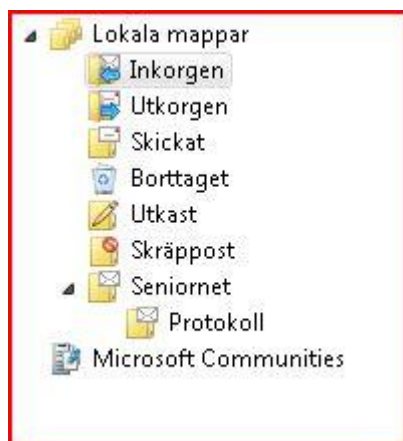 Lokala mappar
Inkorgen
Utkorgen
Skickat
Borttaget
Utkast
Skräppost
Seniornet
Protokoll
Microsoft Communities